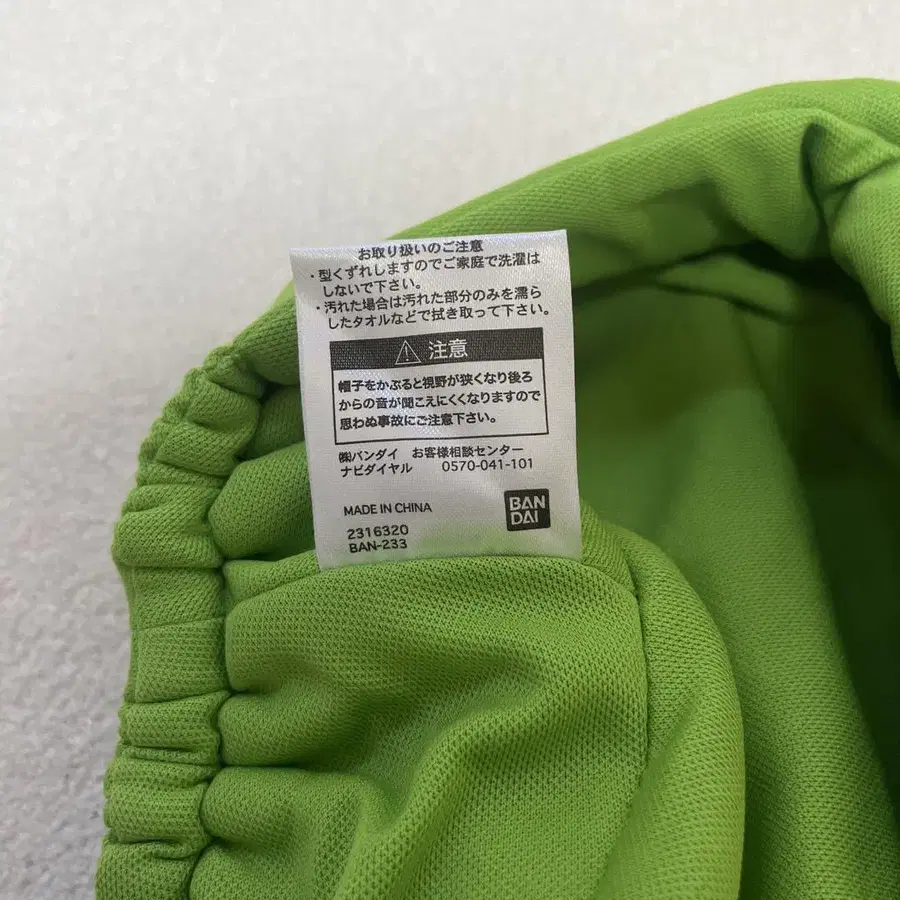 お取り扱いのご注意
・型くずれしますのでご家庭で洗濯は
しないで下さい。
・汚れた場合は汚れた部分のみを濡ら
したタオルなどで拭き取って下さい。
注意
帽子をかぶると視野が狭くなり後ろ
からの音が聞こえにくくなりますので
思わぬ事故にご注意下さい。
㈱バンダイ お客様相談センター
ナビダイヤル 0570-041-101
MADE IN CHINA
2316320
BAN-233
BAN
DAI